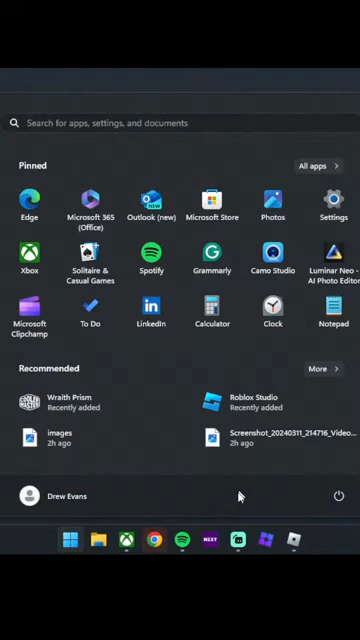 Search for apps, settings, and documents
Pinned
All apps
Edge
Microsoft 365
(Office)
Outlook (new)
Microsoft Store
Photos
Settings
Xbox
Solitaire &
Casual Games
Spotify
Grammarly
Camo Studio
Luminar Neo -
AI Photo Editor
Microsoft
Clipchamp
To Do
LinkedIn
Calculator
Clock
Notepad
Recommended
More
Wraith Prism
Recently added
Roblox Studio
Recently added
images
2h ago
Screenshot_20240311_214716_Video...
2h ago
Drew Evans
NEXT